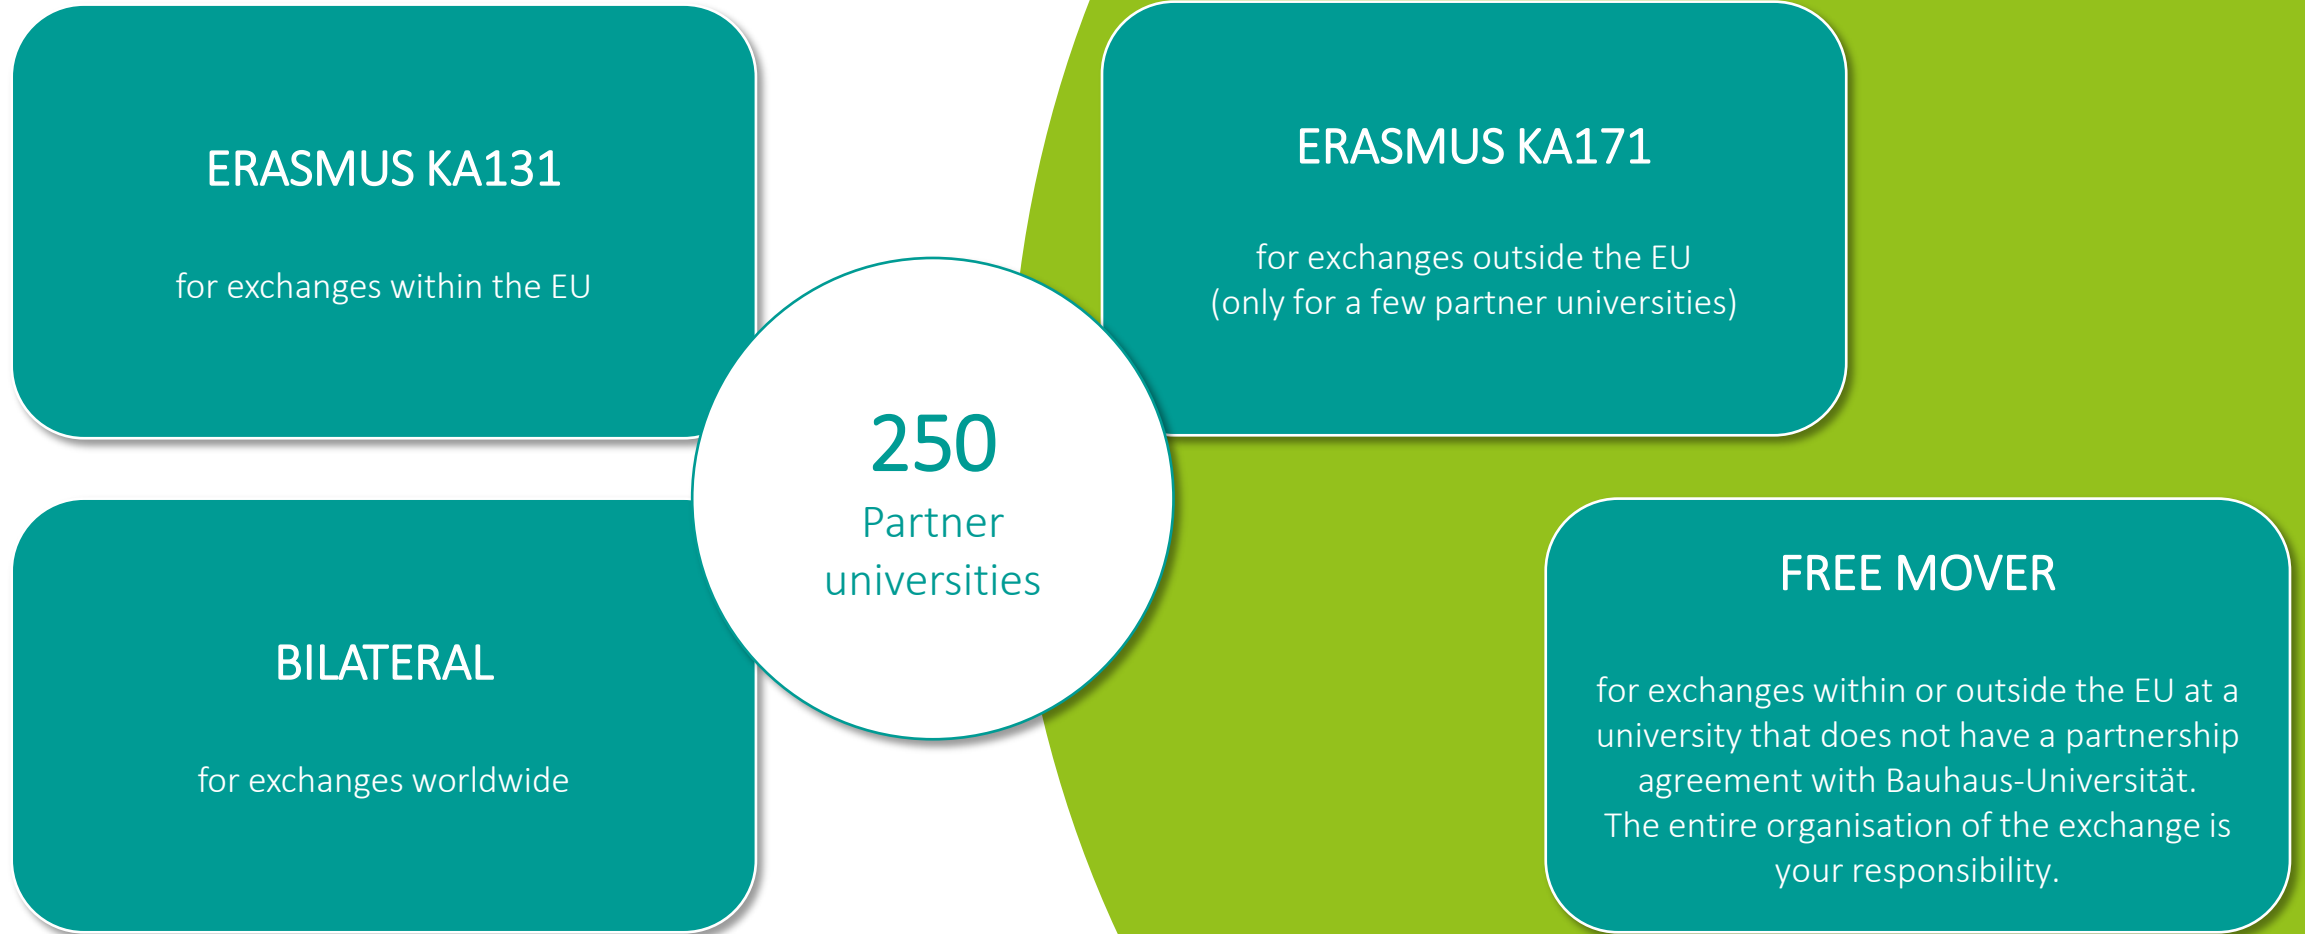 ERASMUS KA131
for exchanges within the EU
ERASMUS KA171
for exchanges outside the EU
(only for a few partner universities)
250
Partner
universities
BILATERAL
for exchanges worldwide
FREE MOVER
for exchanges within or outside the EU at a
university that does not have a partnership
agreement with Bauhaus-Universität.
The entire organisation of the exchange is
your responsibility.